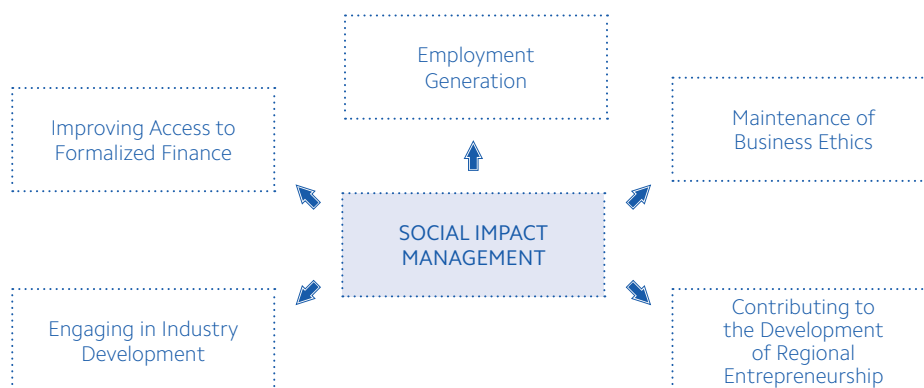 Employment
Generation
Improving Access to
Formalized Finance
Maintenance of
Business Ethics
SOCIAL IMPACT
MANAGEMENT
Engaging in Industry
Development
Contributing to
the Development
of Regional
Entrepreneurship